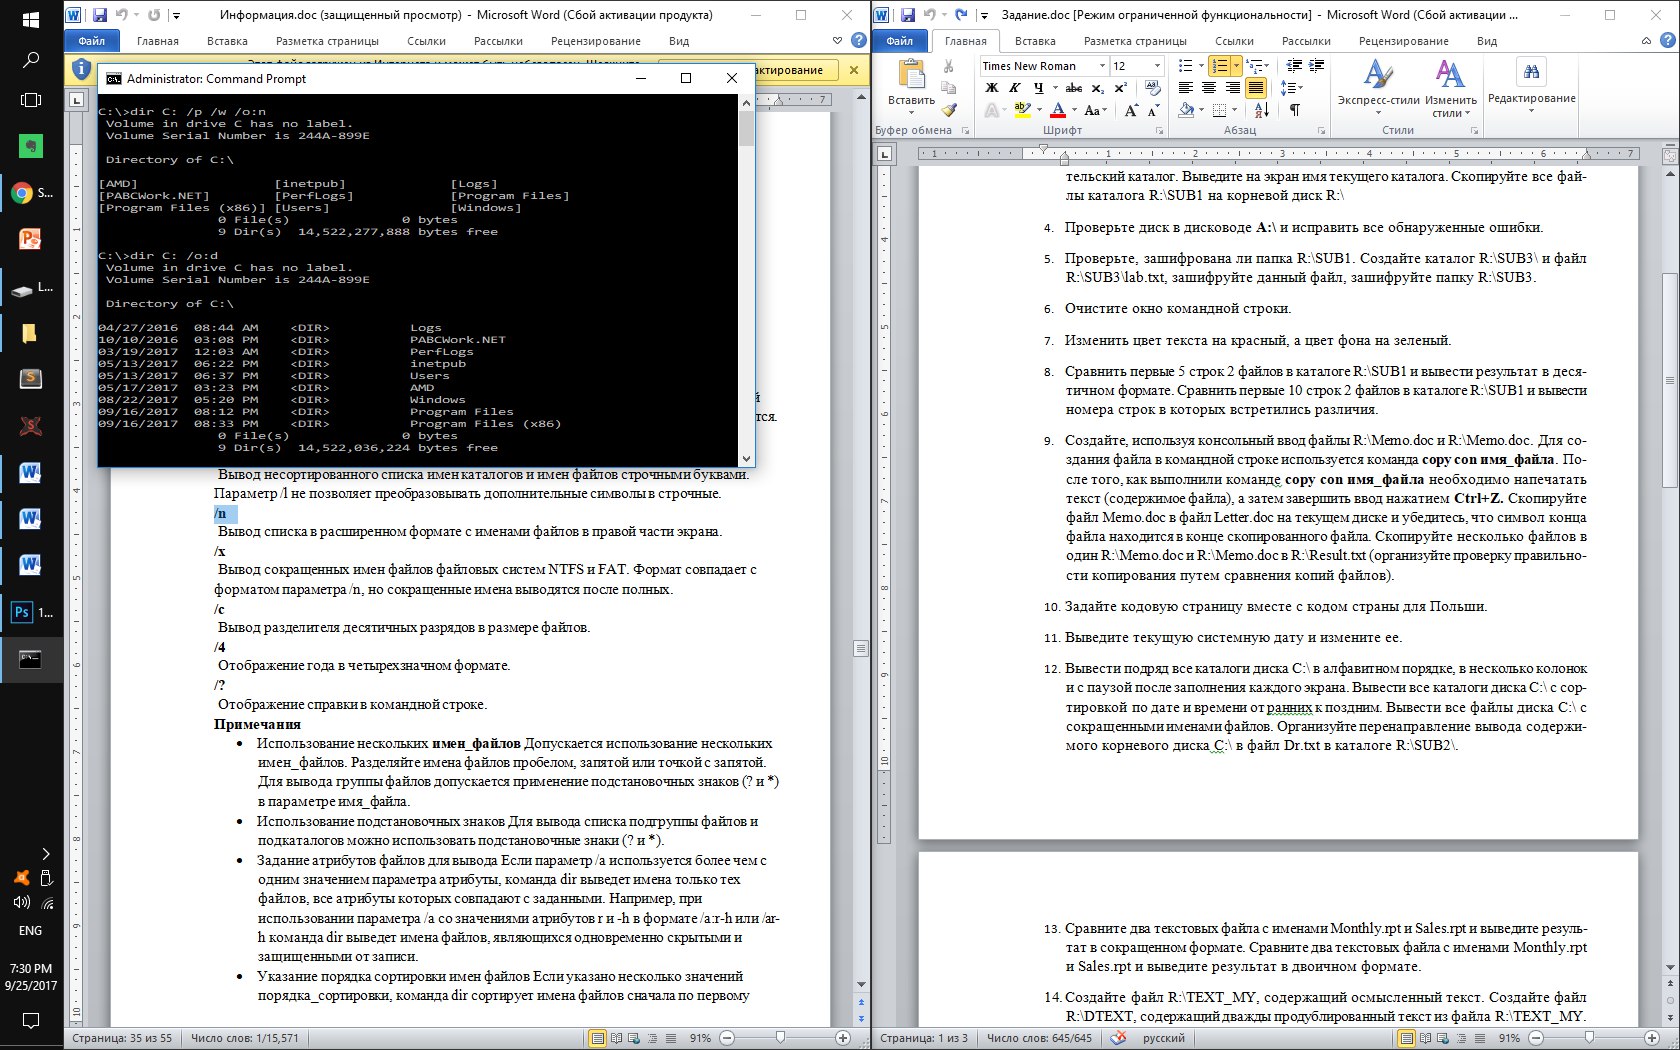 Информация.doc (защищенный просмотр) - Microsoft Word (Сбой активации продукта)
Файл Главная Вставка Разметка страницы Ссылки Рассылки Рецензирование Вид
Administrator: Command Prompt
C:\>dir C: /p /w /o:n
Volume in drive C has no label.
Volume Serial Number is 244A-899E
Directory of C:\
[AMD] [inetpub] [Logs]
[PABCWork.NET] [PerfLogs] [Program Files]
[Program Files (x86)] [Users] [Windows]
0 File(s) 0 bytes
9 Dir(s) 14,522,277,888 bytes free
C:\>dir C: /o:d
Volume in drive C has no label.
Volume Serial Number is 244A-899E
Directory of C:\
04/27/2016 08:44 AM <DIR> Logs
10/10/2016 03:08 PM <DIR> PABCWork.NET
03/19/2017 12:03 AM <DIR> PerfLogs
05/13/2017 06:22 PM <DIR> inetpub
05/13/2017 06:37 PM <DIR> Users
05/17/2017 03:23 PM <DIR> AMD
08/22/2017 05:20 PM <DIR> Windows
09/16/2017 08:12 PM <DIR> Program Files
09/16/2017 08:33 PM <DIR> Program Files (x86)
0 File(s) 0 bytes
9 Dir(s) 14,522,036,224 bytes free
Вывод несортированного списка имен каталогов и имен файлов строчными буквами.
Параметр /l не позволяет преобразовывать дополнительные символы в строчные.
/n
Вывод списка в расширенном формате с именами файлов в правой части экрана.
/x
Вывод сокращенных имен файлов файловых систем NTFS и FAT. Формат совпадает с
форматом параметра /n, но сокращенные имена выводятся после полных.
/c
Вывод разделителя десятичных разрядов в размере файлов.
/4
Отображение года в четырехзначном формате.
/?
Отображение справки в командной строке.
Примечания
• Использование нескольких имен_файлов Допускается использование нескольких
имен_файлов. Разделяйте имена файлов пробелом, запятой или точкой с запятой.
Для вывода группы файлов допускается применение подстановочных знаков (? и *)
в параметре имя_файла.
• Использование подстановочных знаков Для вывода списка подгруппы файлов и
подкаталогов можно использовать подстановочные знаки (? и *).
• Задание атрибутов файлов для вывода Если параметр /a используется более чем с
одним значением параметра атрибуты, команда dir выведет имена только тех
файлов, все атрибуты которых совпадают с заданными. Например, при
использовании параметра /a со значениями атрибутов r и -h в формате /a:r-h или /ar-
h команда dir выведет имена файлов, являющихся одновременно скрытыми и
защищенными от записи.
• Указание порядка сортировки имен файлов Если указано несколько значений
порядка_сортировки, команда dir сортирует имена файлов сначала по первому
Страница: 35 из 55 Число слов: 1/15,571 91%
Задание.doc [Режим ограниченной функциональности] - Microsoft Word (Сбой активации ...
Файл Главная Вставка Разметка страницы Ссылки Рассылки Рецензирование Вид
Times New Roman 12
Вставить Экспресс-стили Изменить стили Редактирование
Буфер обмена Шрифт Абзац Стили
тельский каталог. Выведите на экран имя текущего каталога. Скопируйте все фай-
лы каталога R:\SUB1 на корневой диск R:\
4. Проверьте диск в дисководе A:\ и исправить все обнаруженные ошибки.
5. Проверьте, зашифрована ли папка R:\SUB1. Создайте каталог R:\SUB3\ и файл
R:\SUB3\lab.txt, зашифруйте данный файл, зашифруйте папку R:\SUB3.
6. Очистите окно командной строки.
7. Изменить цвет текста на красный, а цвет фона на зеленый.
8. Сравнить первые 5 строк 2 файлов в каталоге R:\SUB1 и вывести результат в деся-
тичном формате. Сравнить первые 10 строк 2 файлов в каталоге R:\SUB1 и вывести
номера строк в которых встретились различия.
9. Создайте, используя консольный ввод файлы R:\Memo.doc и R:\Memo.doc. Для со-
здания файла в командной строке используется команда copy con имя_файла. По-
сле того, как выполнили команде copy con имя_файла необходимо напечатать
текст (содержимое файла), а затем завершить ввод нажатием Ctrl+Z. Скопируйте
файл Memo.doc в файл Letter.doc на текущем диске и убедитесь, что символ конца
файла находится в конце скопированного файла. Скопируйте несколько файлов в
один R:\Memo.doc и R:\Memo.doc в R:\Result.txt (организуйте проверку правильно-
сти копирования путем сравнения копий файлов).
10. Задайте кодовую страницу вместе с кодом страны для Польши.
11. Выведите текущую системную дату и измените ее.
12. Вывести подряд все каталоги диска C:\ в алфавитном порядке, в несколько колонок
и с паузой после заполнения каждого экрана. Вывести все каталоги диска C:\ с сор-
тировкой по дате и времени от ранних к поздним. Вывести все файлы диска C:\ с
сокращенными именами файлов. Организуйте перенаправление вывода содержи-
мого корневого диска C:\ в файл Dr.txt в каталоге R:\SUB2\.
13. Сравните два текстовых файла с именами Monthly.rpt и Sales.rpt и выведите резуль-
тат в сокращенном формате. Сравните два текстовых файла с именами Monthly.rpt
и Sales.rpt и выведите результат в двоичном формате.
14. Создайте файл R:\TEXT_MY, содержащий осмысленный текст. Создайте файл
R:\DTEXT, содержащий дважды продублированный текст из файла R:\TEXT_MY.
Страница: 1 из 3 Число слов: 645/645 русский 91%
S...
L...
1...
ENG
7:30 PM
9/25/2017